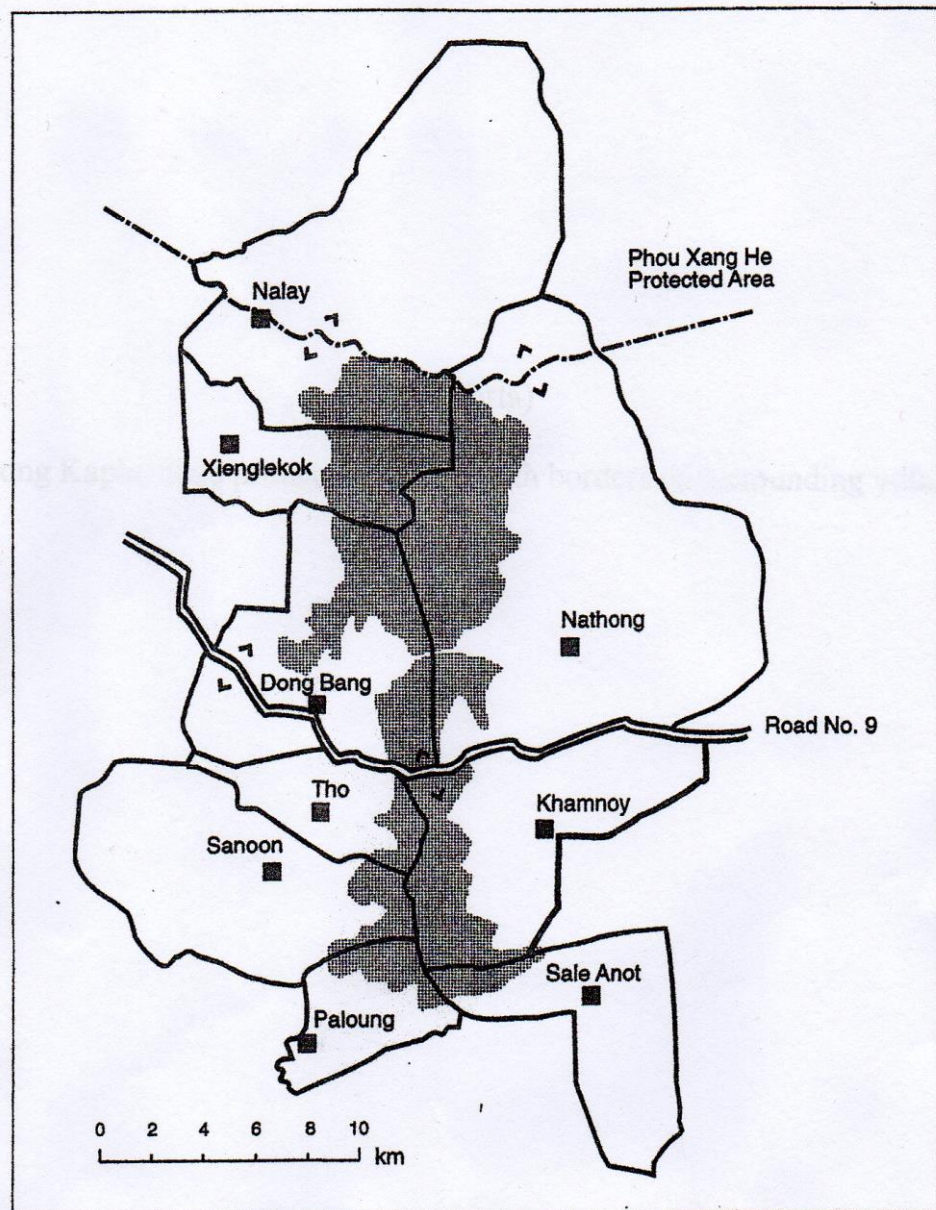 Phou Xang He
Protected Area
Nalay
Xienglekok
Nathong
Dong Bang
Road No. 9
Tho
Khamnoy
Sanoon
Sale Anot
Paloung
0 2 4 6 8 10
km